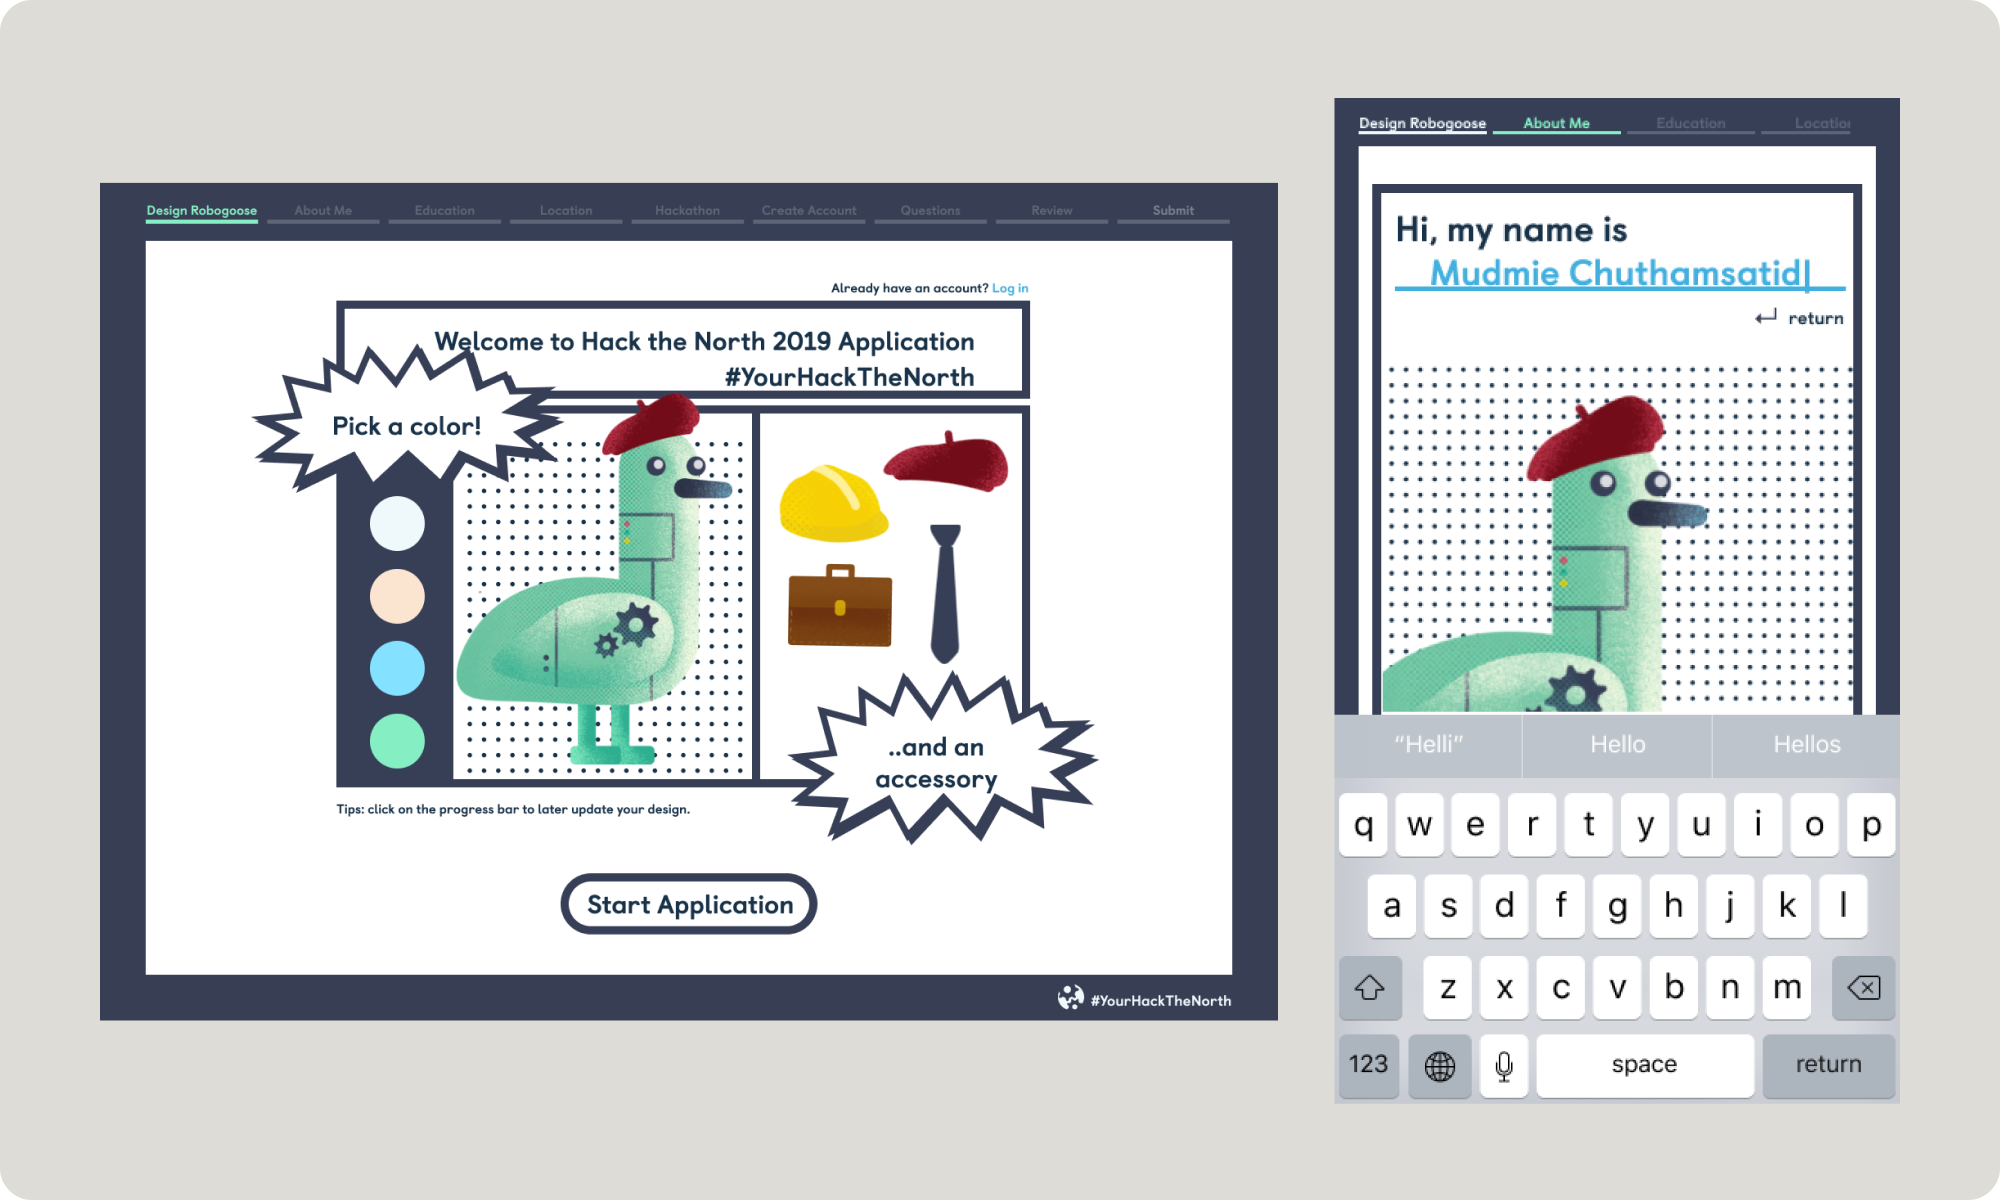 Design Robogoose
About Me
Education
Location
Hackathon
Create Account
Questions
Review
Submit
Already have an account? Log in
Welcome to Hack the North 2019 Application
#YourHackTheNorth
Pick a color!
..and an
accessory
Tips: click on the progress bar to later update your design.
Start Application
#YourHackTheNorth
Design Robogoose
About Me
Education
Locatio
Hi, my name is
Mudmie Chuthamsatid
return
“Helli”
Hello
Hellos
q w e r t y u i o p
a s d f g h j k l
z x c v b n m
123
space
return